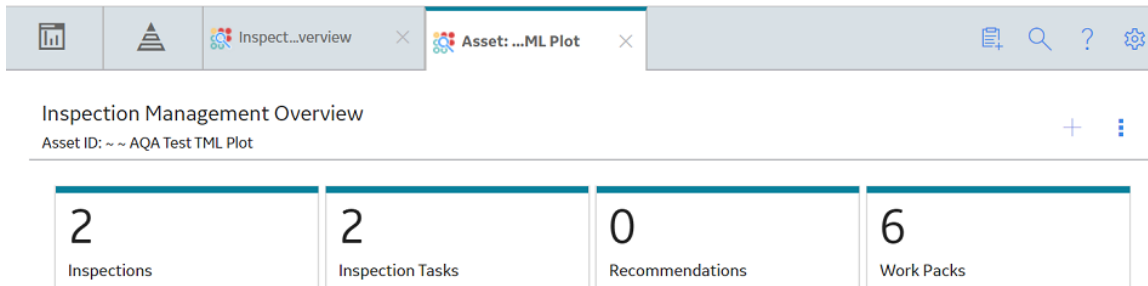 Inspect...verview
Asset: ...ML Plot
Inspection Management Overview
Asset ID: ~ ~ AQA Test TML Plot
2
Inspections
2
Inspection Tasks
0
Recommendations
6
Work Packs